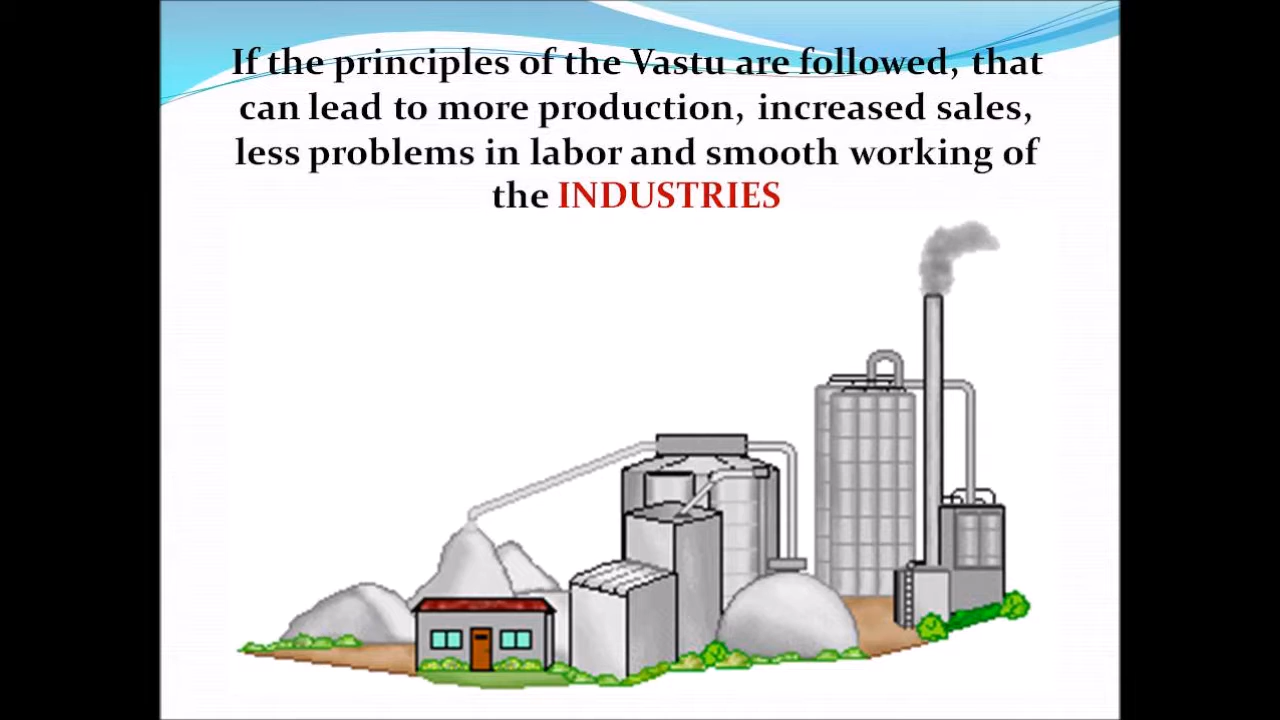 If the principles of the Vastu are followed, that
can lead to more production, increased sales,
less problems in labor and smooth working of
the INDUSTRIES